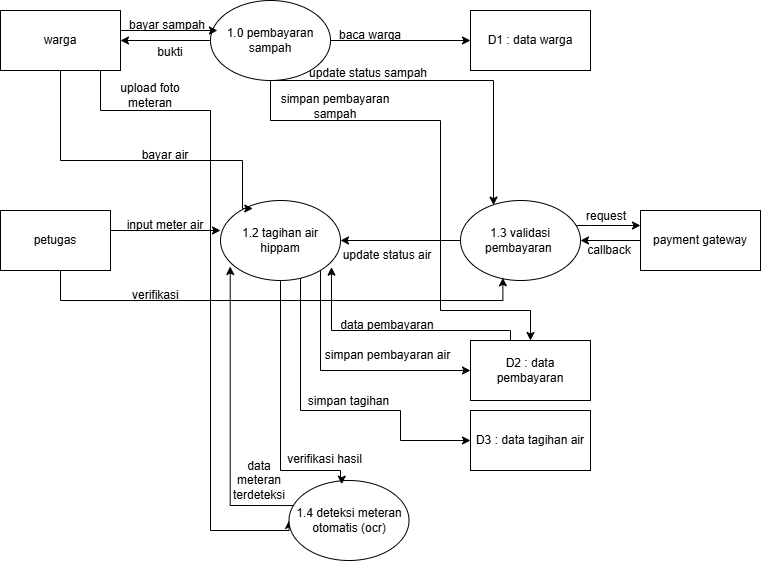 warga
bayar sampah
bukti
1.0 pembayaran
sampah
baca warga
D1 : data warga
update status sampah
upload foto
meteran
simpan pembayaran
sampah
bayar air
petugas
input meter air
1.2 tagihan air
hippam
update status air
1.3 validasi
pembayaran
request
callback
payment gateway
verifikasi
data pembayaran
simpan pembayaran air
D2 : data
pembayaran
simpan tagihan
D3 : data tagihan air
verifikasi hasil
data
meteran
terdeteksi
1.4 deteksi meteran
otomatis (ocr)